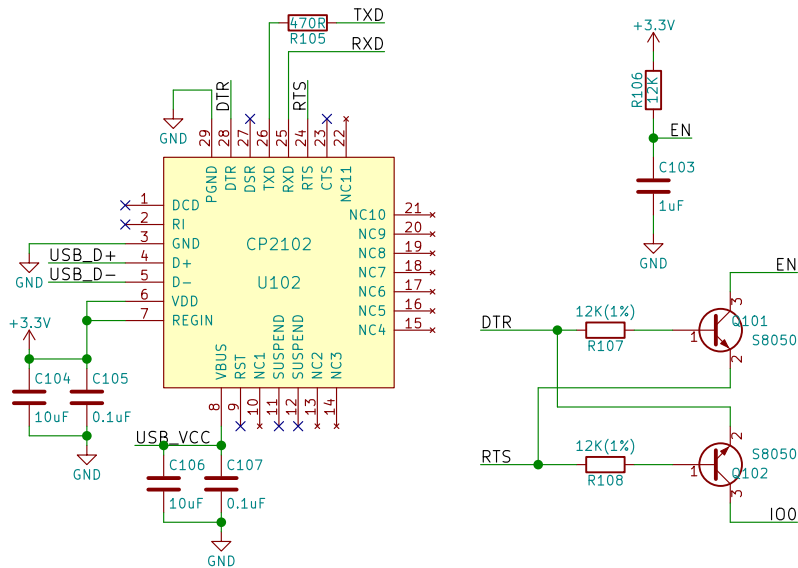 TXD
470R
R105
RXD
DTR
RTS
GND
29
28
27
26
25
24
23
22
PGND
DTR
DSR
TXD
RXD
RTS
CTS
NC11
1 DCD
2 RI
3 GND
USB_D+ 4 D+
USB_D- 5 D-
6 VDD
7 REGIN
GND
CP2102
U102
NC10 21
NC9 20
NC8 19
NC7 18
NC6 17
NC5 16
NC4 15
VBUS
RST
NC1
SUSPEND
SUSPEND
NC2
NC3
8
9
10
11
12
13
14
+3.3V
C104
10uF
C105
0.1uF
GND
USB_VCC
C106
10uF
C107
0.1uF
GND
+3.3V
R106
12K
EN
C103
1uF
GND
EN
DTR
12K(1%)
R107
1
3
2
Q101
S8050
RTS
12K(1%)
R108
1
2
3
S8050
Q102
IO0